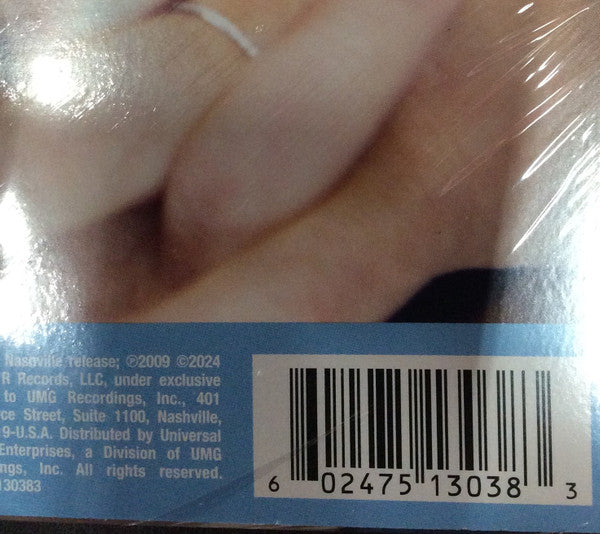 Nashville release; ℗2009 ©2024
R Records, LLC, under exclusive
to UMG Recordings, Inc., 401
ce Street, Suite 1100, Nashville,
9-U.S.A. Distributed by Universal
Enterprises, a Division of UMG
ngs, Inc. All rights reserved.
130383
6 02475 13038 3